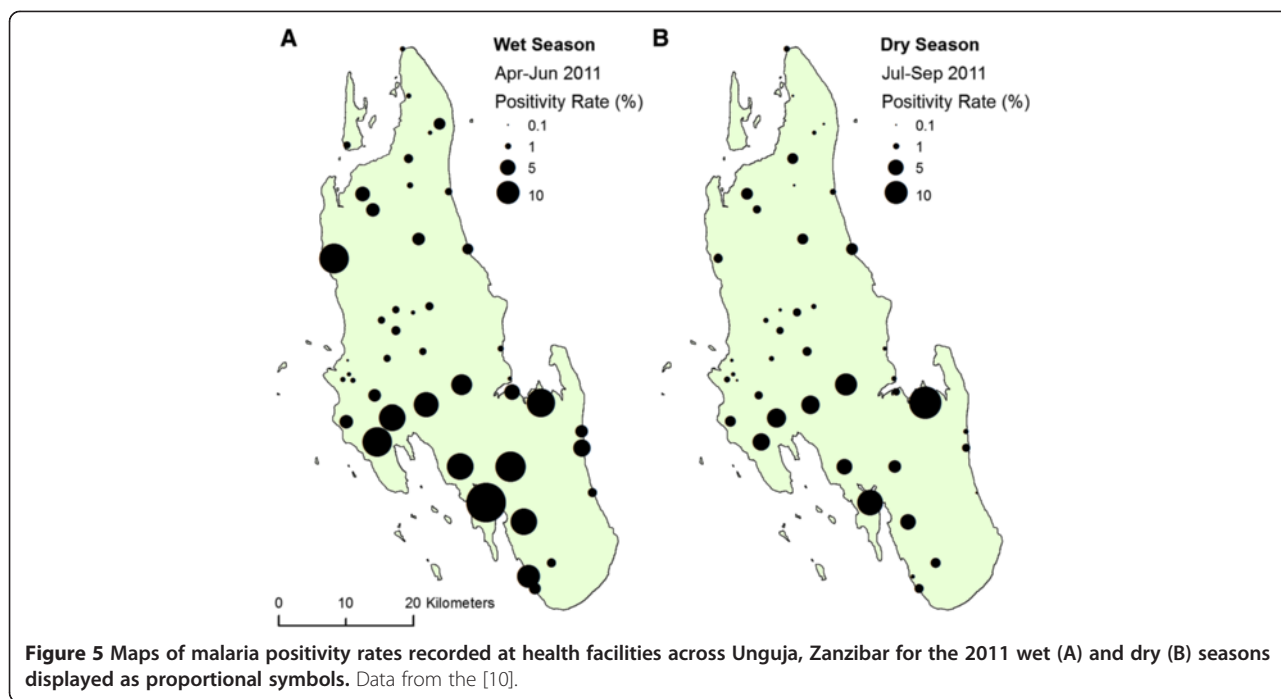 A
Wet Season
Apr-Jun 2011
Positivity Rate (%)
0.1
1
5
10
0 10 20 Kilometers
B
Dry Season
Jul-Sep 2011
Positivity Rate (%)
0.1
1
5
10
Figure 5 Maps of malaria positivity rates recorded at health facilities across Unguja, Zanzibar for the 2011 wet (A) and dry (B) seasons
displayed as proportional symbols. Data from the [10].